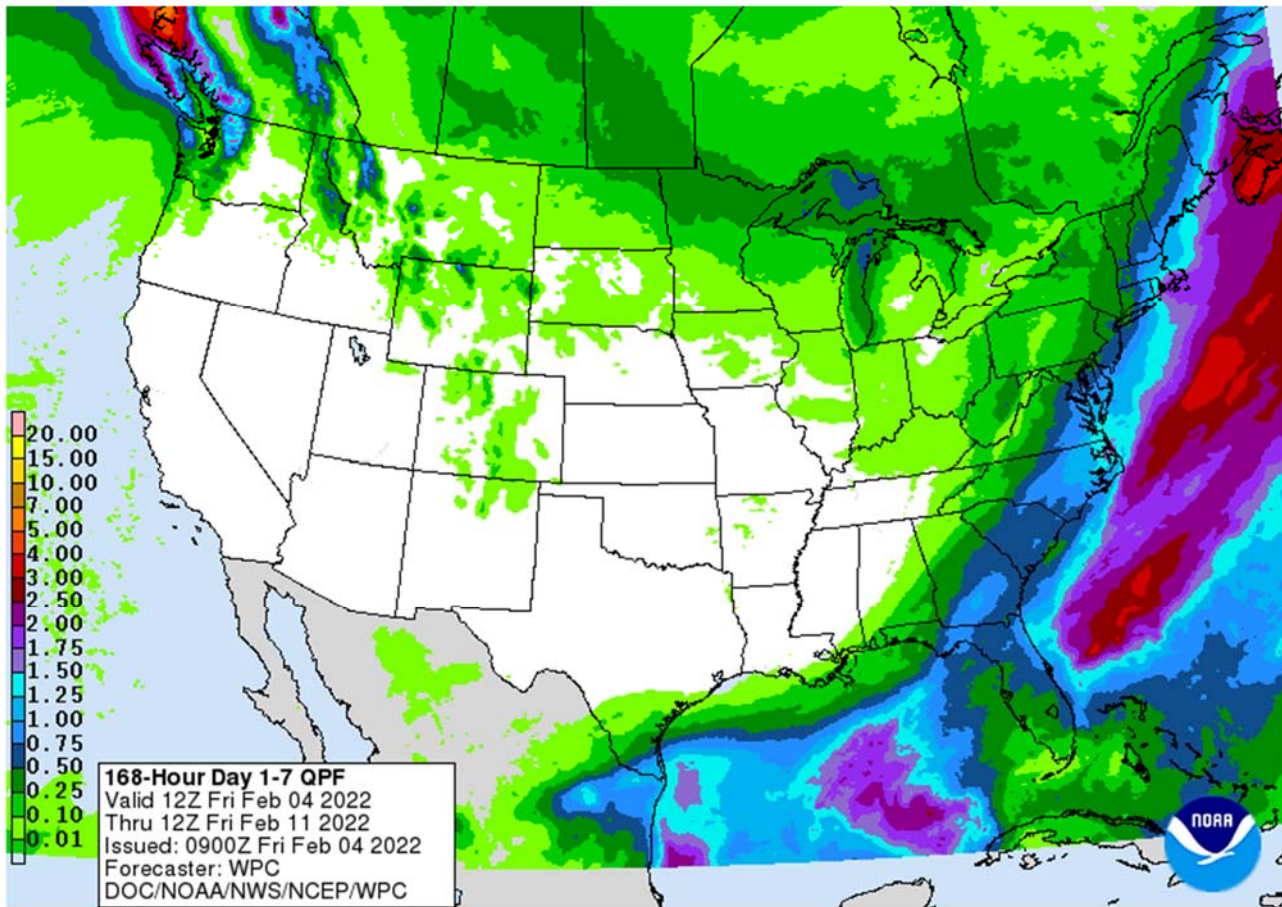 20.00
15.00
10.00
7.00
5.00
4.00
3.00
2.50
2.00
1.75
1.50
1.25
1.00
0.75
0.50
0.25
0.10
0.01
168-Hour Day 1-7 QPF
Valid 12Z Fri Feb 04 2022
Thru 12Z Fri Feb 11 2022
Issued: 0900Z Fri Feb 04 2022
Forecaster: WPC
DOC/NOAA/NWS/NCEP/WPC
NOAA